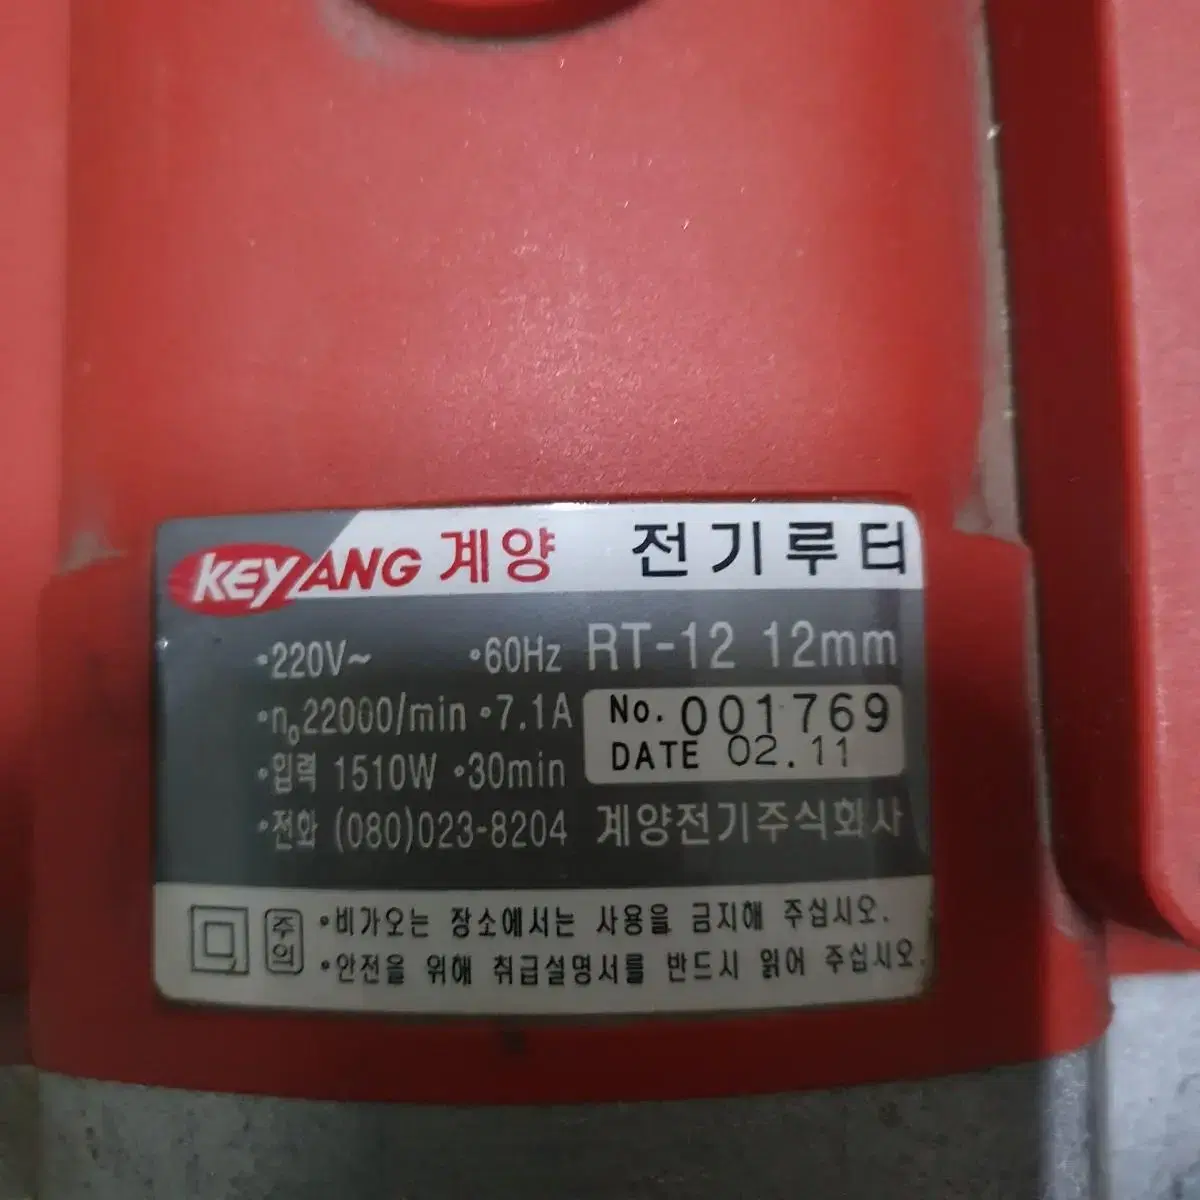 KEYANG 계양 전기루터
•220V~ •60Hz RT-12 12mm
•n₀22000/min •7.1A No. 001769
•입력 1510W •30min DATE 02.11
•전화 (080)023-8204 계양전기주식회사
주의 •비가오는 장소에서는 사용을 금지해 주십시오.
•안전을 위해 취급설명서를 반드시 읽어 주십시오.